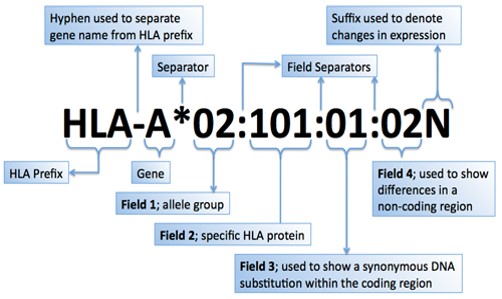 Hyphen used to separate
gene name from HLA prefix
Suffix used to denote
changes in expression
Separator
Field Separators
HLA-A*02:101:01:02N
HLA Prefix
Gene
Field 4; used to show
differences in a
non-coding region
Field 1; allele group
Field 2; specific HLA protein
Field 3; used to show a synonymous DNA
substitution within the coding region